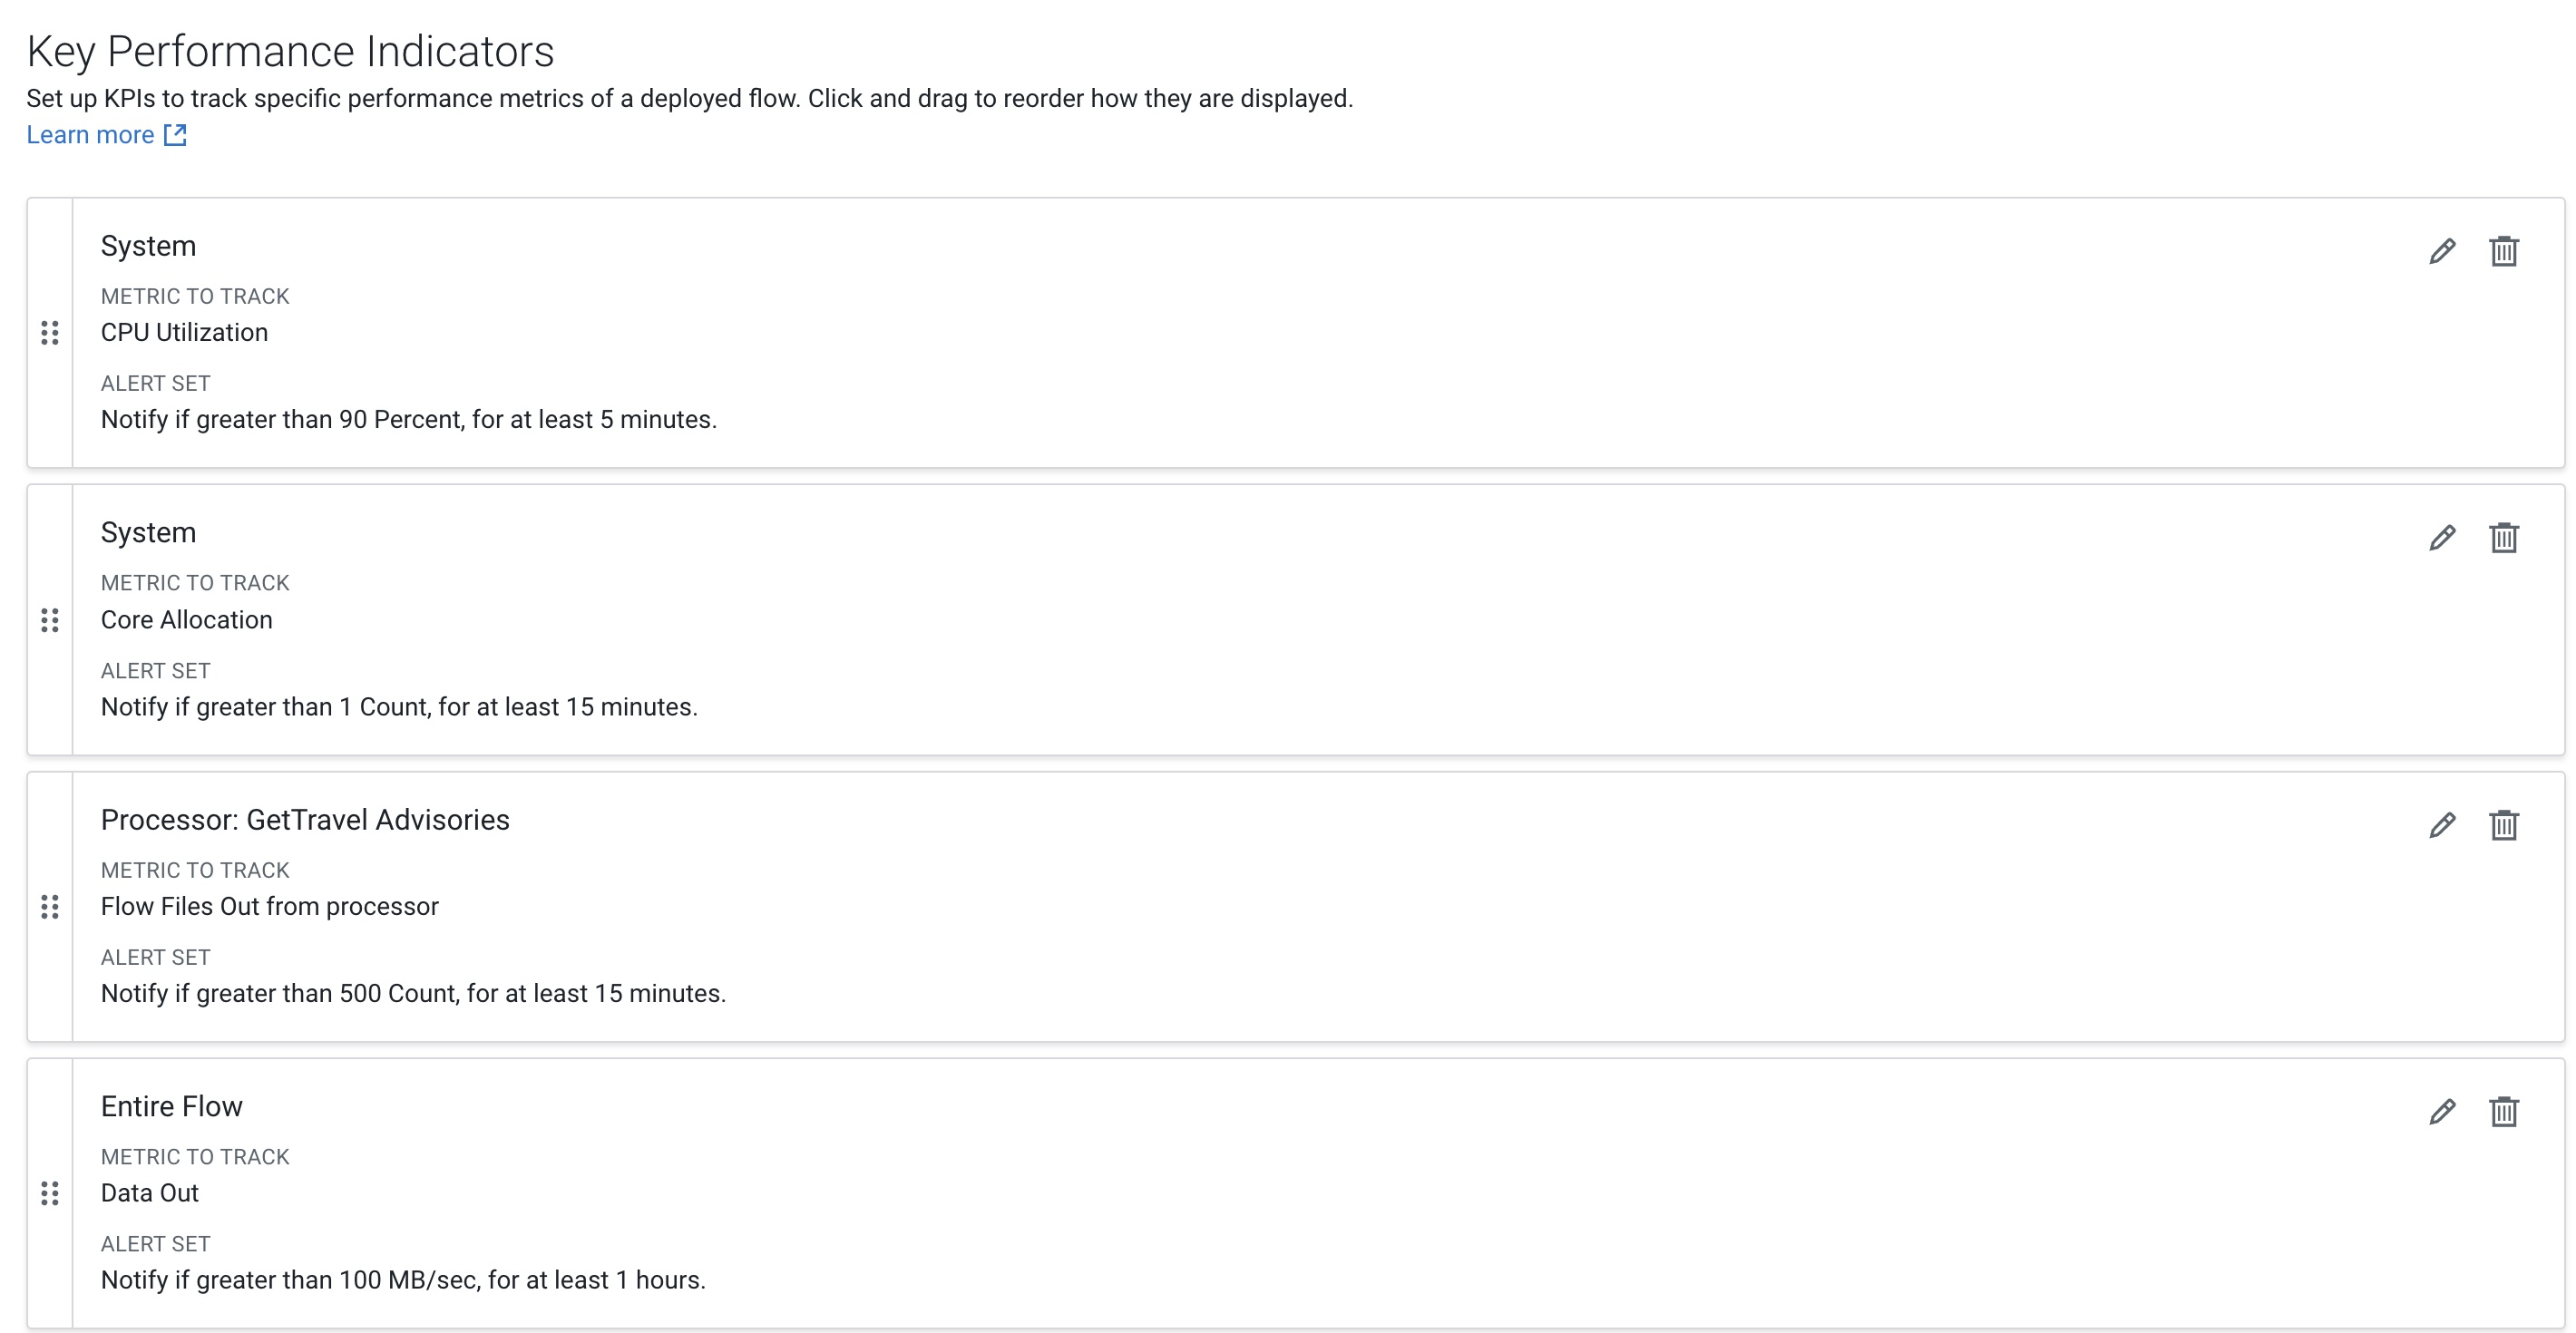 Key Performance Indicators
Set up KPIs to track specific performance metrics of a deployed flow. Click and drag to reorder how they are displayed.
Learn more
System
METRIC TO TRACK
CPU Utilization
ALERT SET
Notify if greater than 90 Percent, for at least 5 minutes.
System
METRIC TO TRACK
Core Allocation
ALERT SET
Notify if greater than 1 Count, for at least 15 minutes.
Processor: GetTravel Advisories
METRIC TO TRACK
Flow Files Out from processor
ALERT SET
Notify if greater than 500 Count, for at least 15 minutes.
Entire Flow
METRIC TO TRACK
Data Out
ALERT SET
Notify if greater than 100 MB/sec, for at least 1 hours.